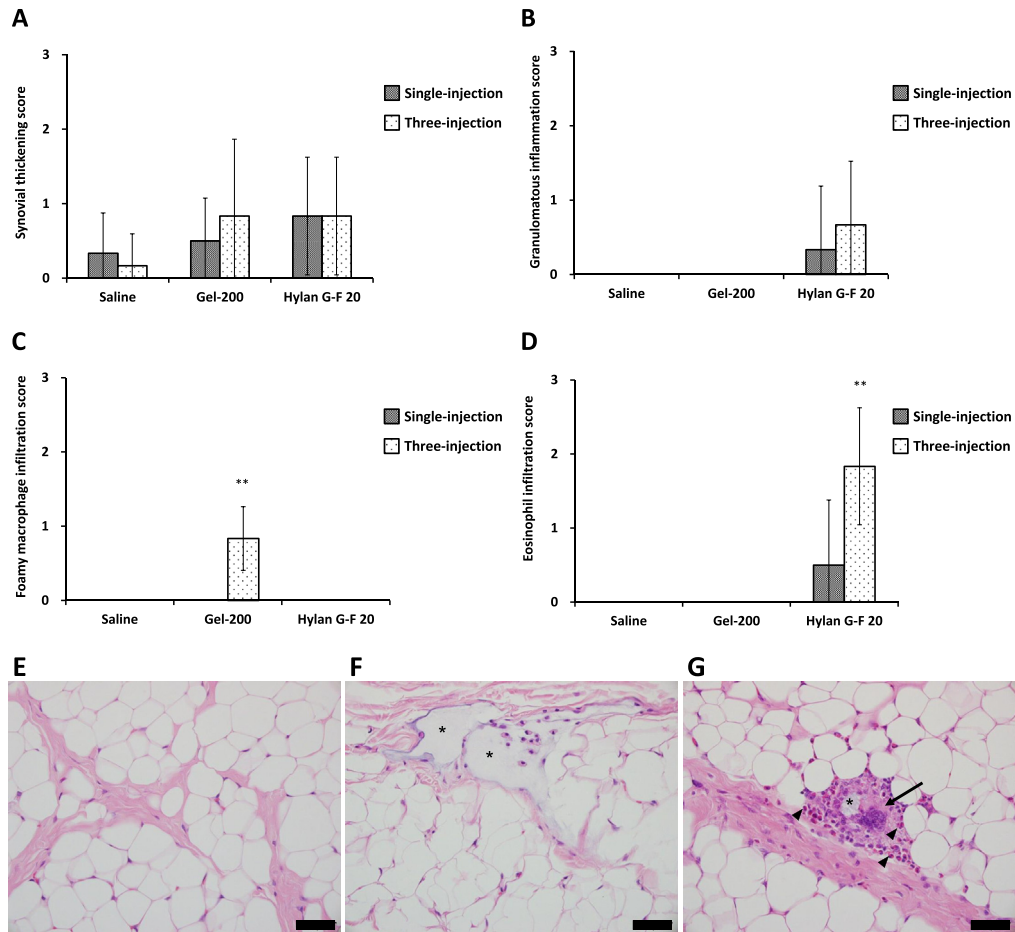 A
Synovial thickening score
3
2
1
0
Saline
Gel-200
Hylan G-F 20
Single-injection
Three-injection
B
Granulomatous inflammation score
3
2
1
0
Saline
Gel-200
Hylan G-F 20
Single-injection
Three-injection
C
Foamy macrophage infiltration score
3
2
1
0
**
Saline
Gel-200
Hylan G-F 20
Single-injection
Three-injection
D
Eosinophil infiltration score
3
2
1
0
**
Saline
Gel-200
Hylan G-F 20
Single-injection
Three-injection
E
F
*
*
G
*